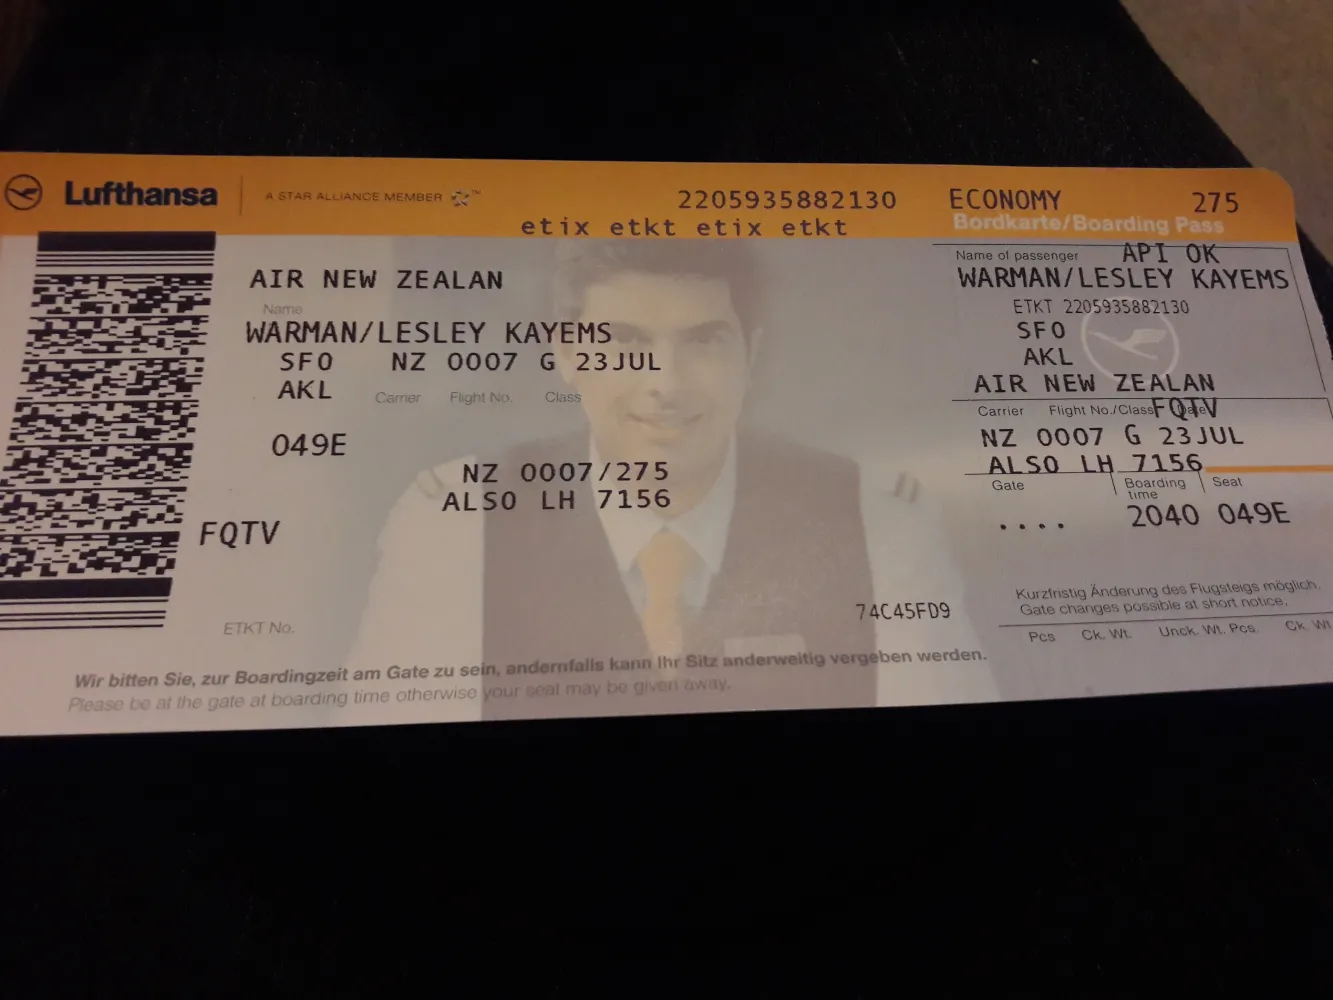 Lufthansa
A STAR ALLIANCE MEMBER
2205935882130
etix etkt etix etkt
AIR NEW ZEALAN
Name
WARMAN/LESLEY KAYEMS
SFO NZ 0007 G 23JUL
AKL
Carrier Flight No. Class
049E
NZ 0007/275
ALSO LH 7156
FQTV
74C45FD9
ETKT No.
Wir bitten Sie, zur Boardingzeit am Gate zu sein, andernfalls kann Ihr Sitz anderweitig vergeben werden.
Please be at the gate at boarding time otherwise your seat may be given away.
ECONOMY 275
Bordkarte/Boarding Pass
Name of passenger API OK
WARMAN/LESLEY KAYEMS
ETKT 2205935882130
SFO
AKL
AIR NEW ZEALAN
Carrier Flight No./Class Date FQTV
NZ 0007 G 23JUL
ALSO LH 7156
Gate Boarding time Seat
.... 2040 049E
Kurzfristig Änderung des Flugsteigs möglich.
Gate changes possible at short notice.
Pcs Ck. Wt. Unck. Wt. Pcs. Ck. Wt